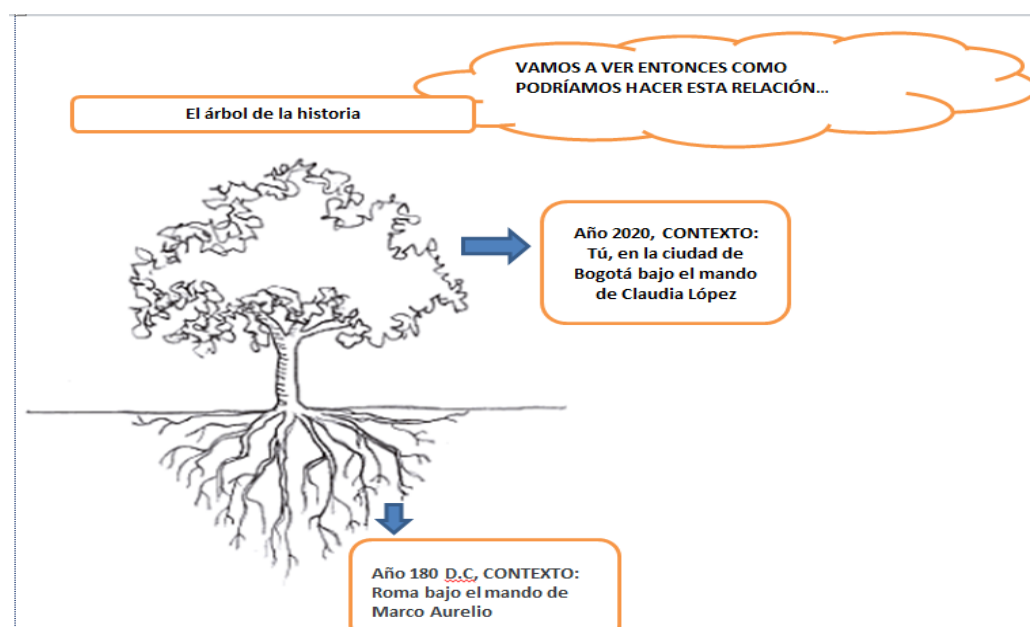 VAMOS A VER ENTONCES COMO
PODRÍAMOS HACER ESTA RELACIÓN…
El árbol de la historia
Año 2020, CONTEXTO:
Tú, en la ciudad de
Bogotá bajo el mando
de Claudia López
Año 180 D.C, CONTEXTO:
Roma bajo el mando de
Marco Aurelio